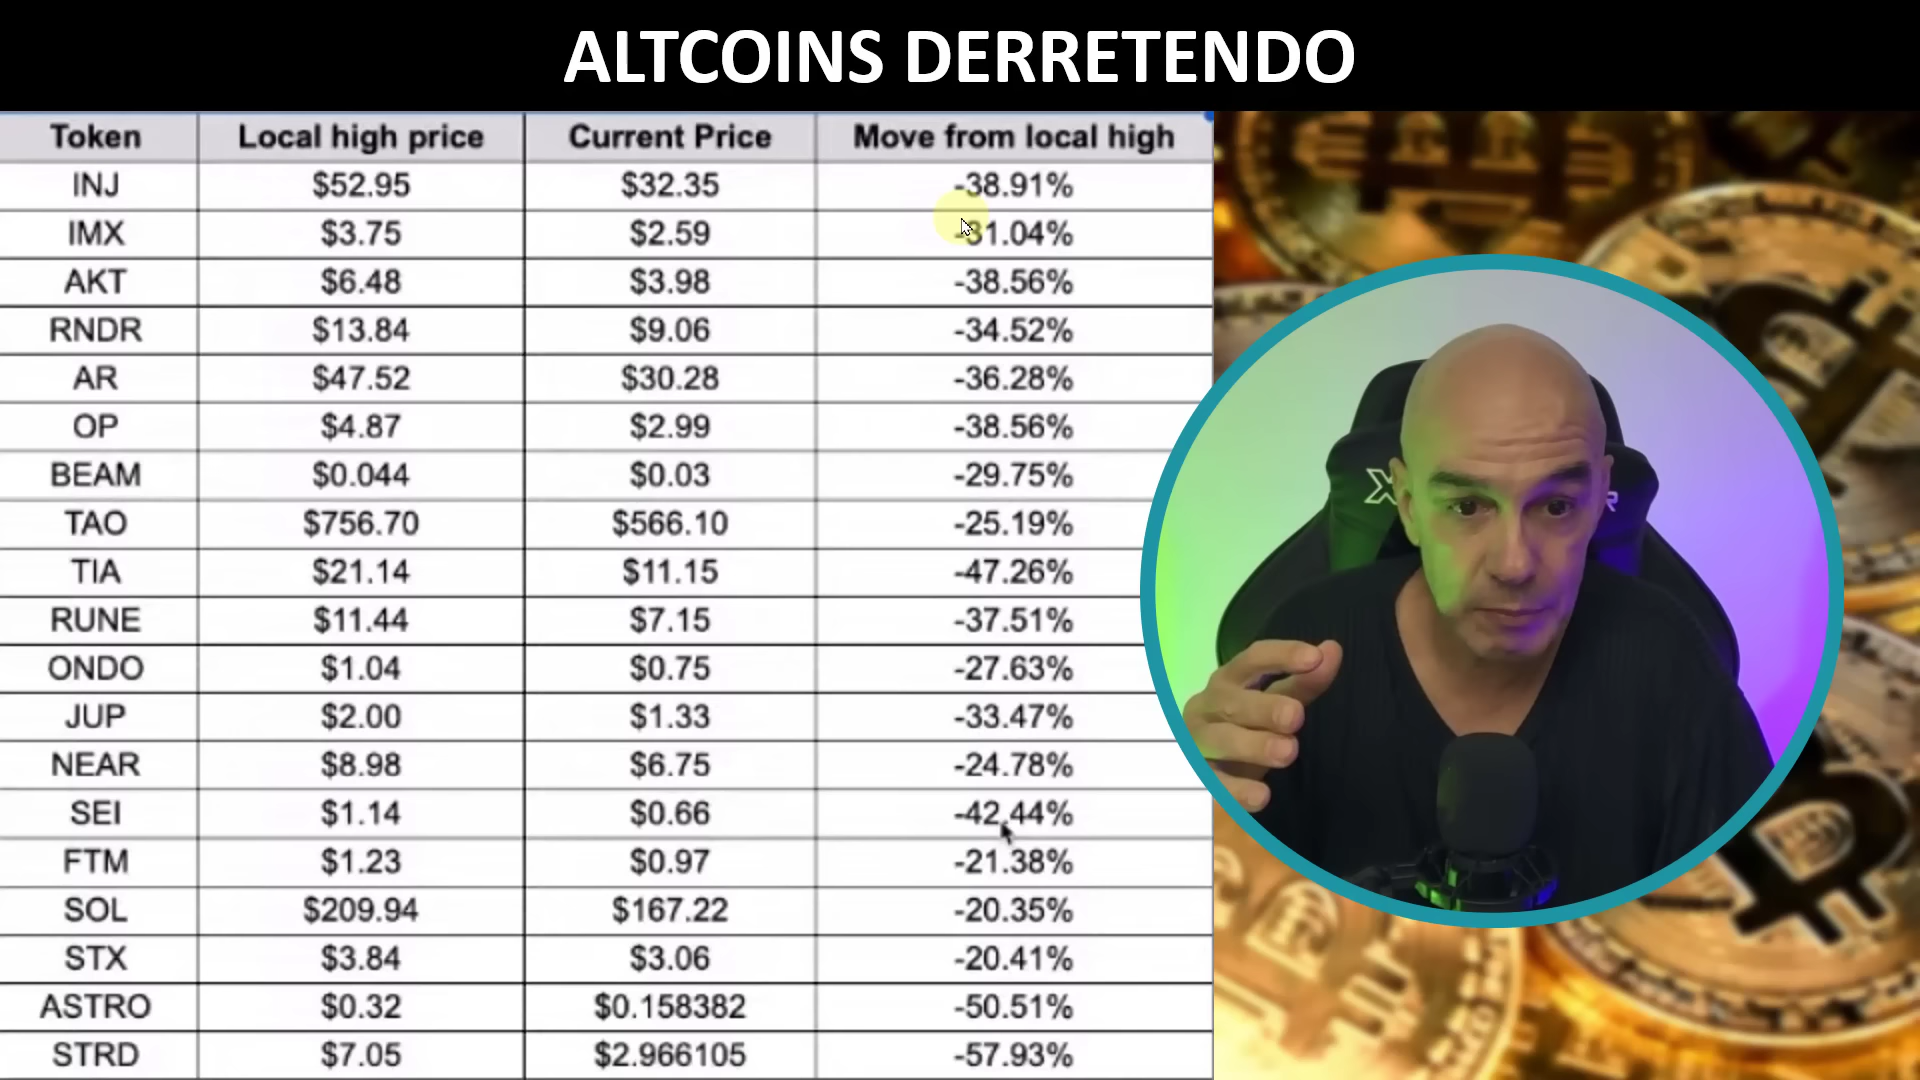 ALTCOINS DERRETENDO
Token Local high price Current Price Move from local high
INJ $52.95 $32.35 -38.91%
IMX $3.75 $2.59 -31.04%
AKT $6.48 $3.98 -38.56%
RNDR $13.84 $9.06 -34.52%
AR $47.52 $30.28 -36.28%
OP $4.87 $2.99 -38.56%
BEAM $0.044 $0.03 -29.75%
TAO $756.70 $566.10 -25.19%
TIA $21.14 $11.15 -47.26%
RUNE $11.44 $7.15 -37.51%
ONDO $1.04 $0.75 -27.63%
JUP $2.00 $1.33 -33.47%
NEAR $8.98 $6.75 -24.78%
SEI $1.14 $0.66 -42.44%
FTM $1.23 $0.97 -21.38%
SOL $209.94 $167.22 -20.35%
STX $3.84 $3.06 -20.41%
ASTRO $0.32 $0.158382 -50.51%
STRD $7.05 $2.966105 -57.93%